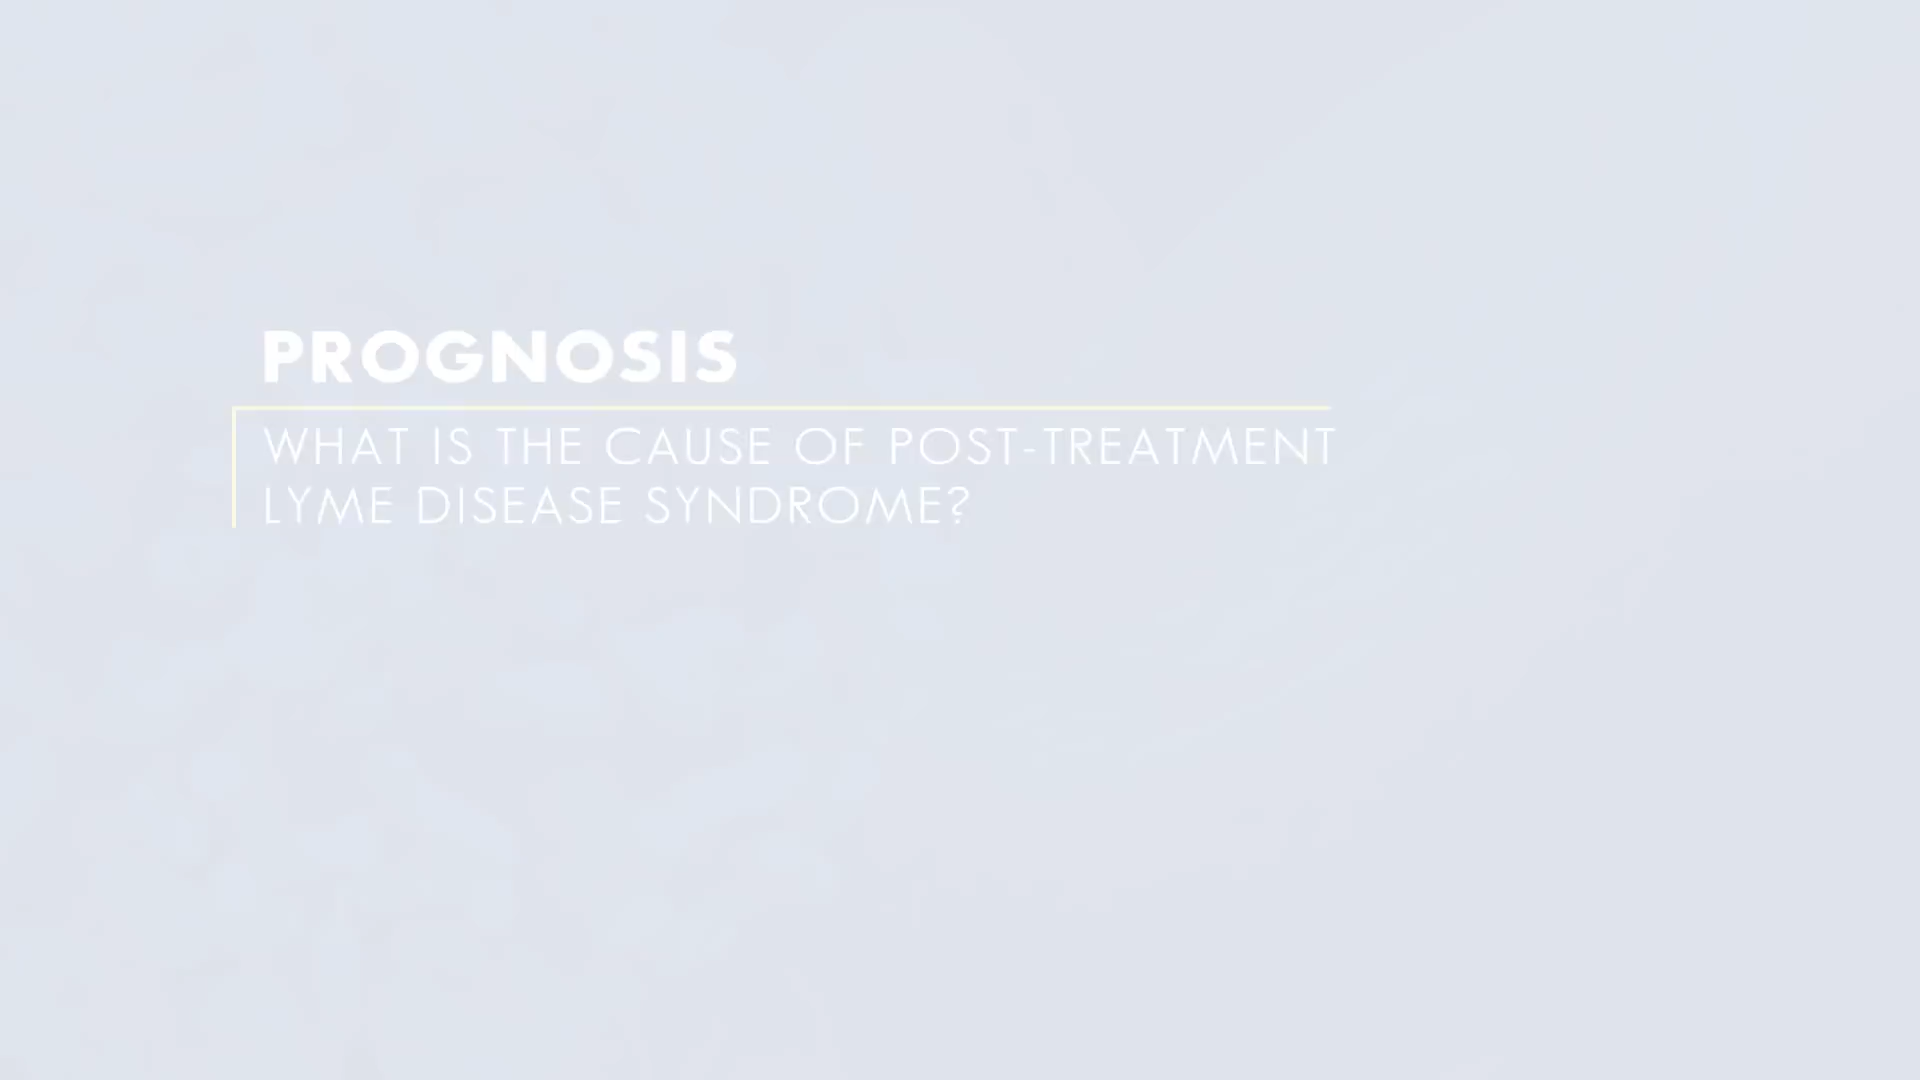 PROGNOSIS
WHAT IS THE CAUSE OF POST-TREATMENT
LYME DISEASE SYNDROME?